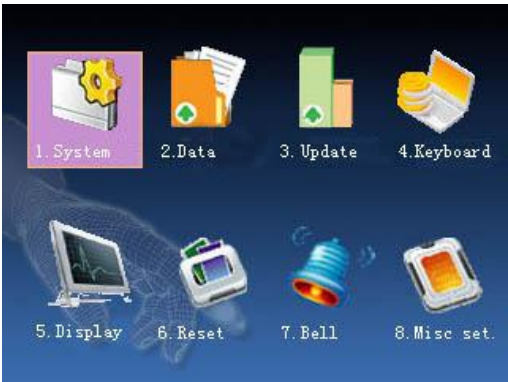 1.System
2.Data
3.Update
4.Keyboard
5.Display
6.Reset
7.Bell
8.Misc set.